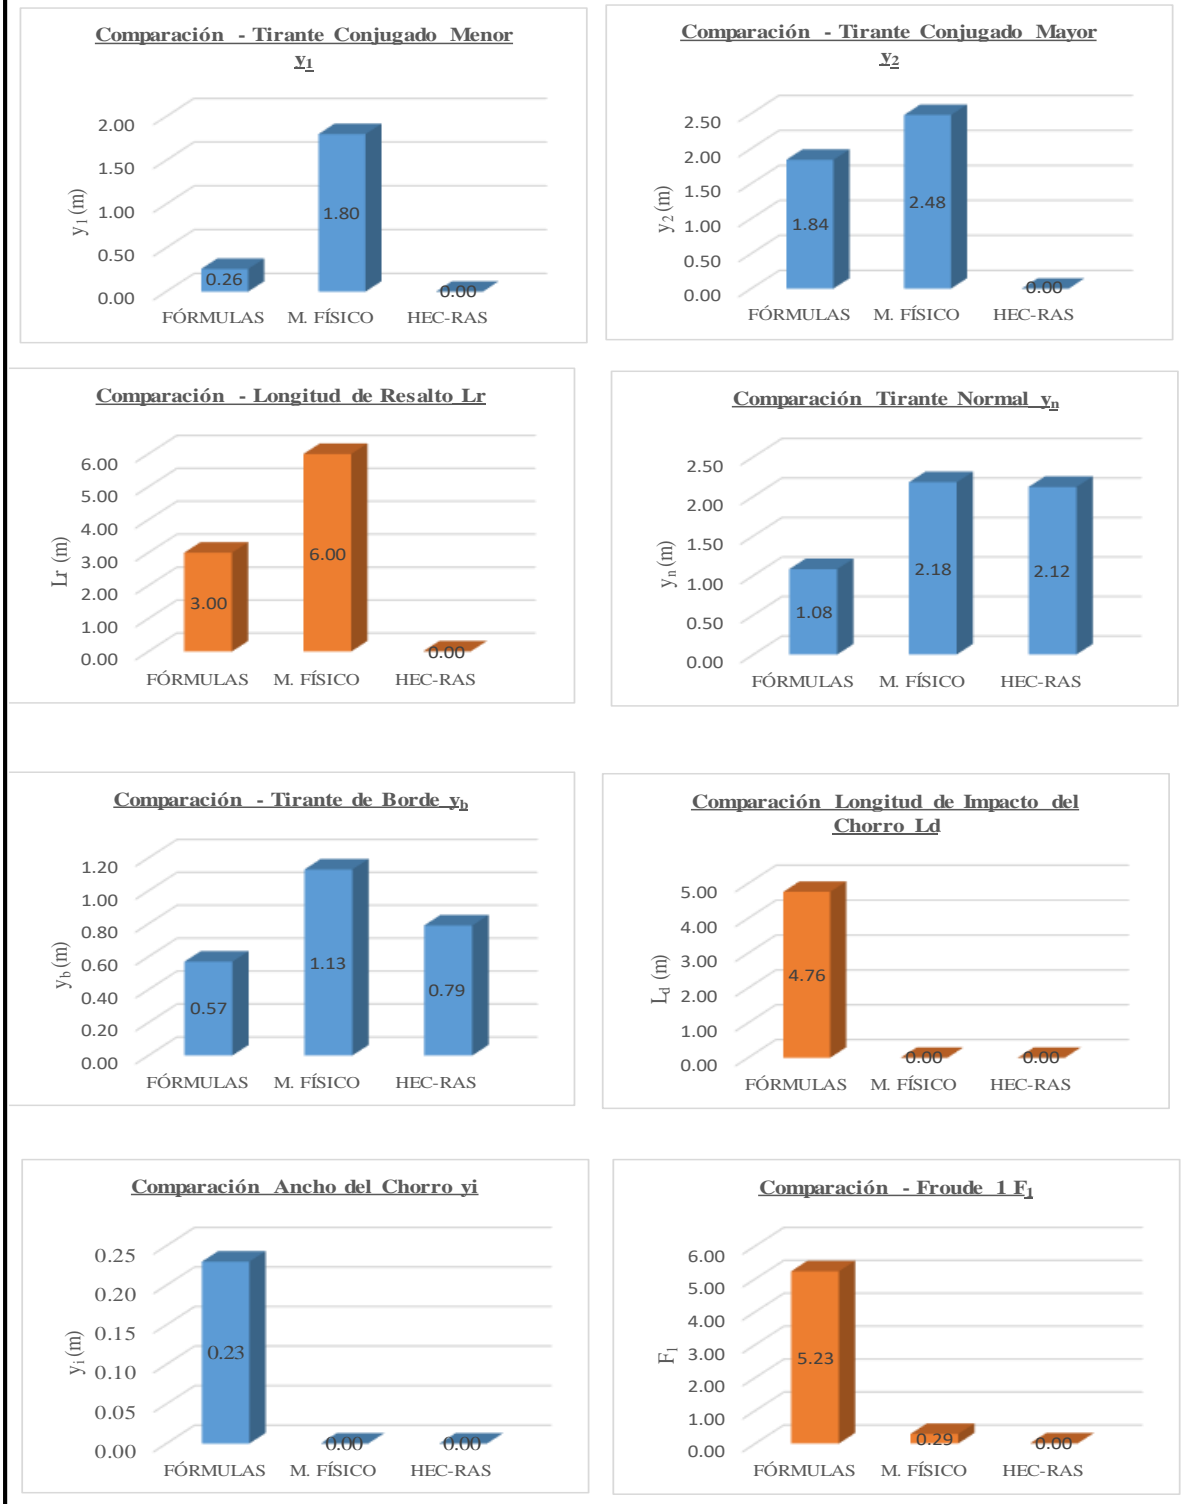 Comparación - Tirante Conjugado Menor
y₁
y₁ (m)
2.00
1.50
1.00
0.50
0.00
0.26
1.80
0.00
FÓRMULAS M. FÍSICO HEC-RAS
Comparación - Tirante Conjugado Mayor
y₂
y₂ (m)
2.50
2.00
1.50
1.00
0.50
0.00
1.84
2.48
0.00
FÓRMULAS M. FÍSICO HEC-RAS
Comparación - Longitud de Resalto Lr
Lr (m)
6.00
5.00
4.00
3.00
2.00
1.00
0.00
3.00
6.00
0.00
FÓRMULAS M. FÍSICO HEC-RAS
Comparación Tirante Normal yₙ
yₙ (m)
2.50
2.00
1.50
1.00
0.50
0.00
1.08
2.18
2.12
FÓRMULAS M. FÍSICO HEC-RAS
Comparación - Tirante de Borde y_b
y_b (m)
1.20
1.00
0.80
0.60
0.40
0.20
0.00
0.57
1.13
0.79
FÓRMULAS M. FÍSICO HEC-RAS
Comparación Longitud de Impacto del
Chorro Ld
L_d (m)
5.00
4.00
3.00
2.00
1.00
0.00
4.76
0.00
0.00
FÓRMULAS M. FÍSICO HEC-RAS
Comparación Ancho del Chorro yi
yᵢ (m)
0.25
0.20
0.15
0.10
0.05
0.00
0.23
0.00
0.00
FÓRMULAS M. FÍSICO HEC-RAS
Comparación - Froude 1 F₁
F₁
6.00
5.00
4.00
3.00
2.00
1.00
0.00
5.23
0.29
0.00
FÓRMULAS M. FÍSICO HEC-RAS